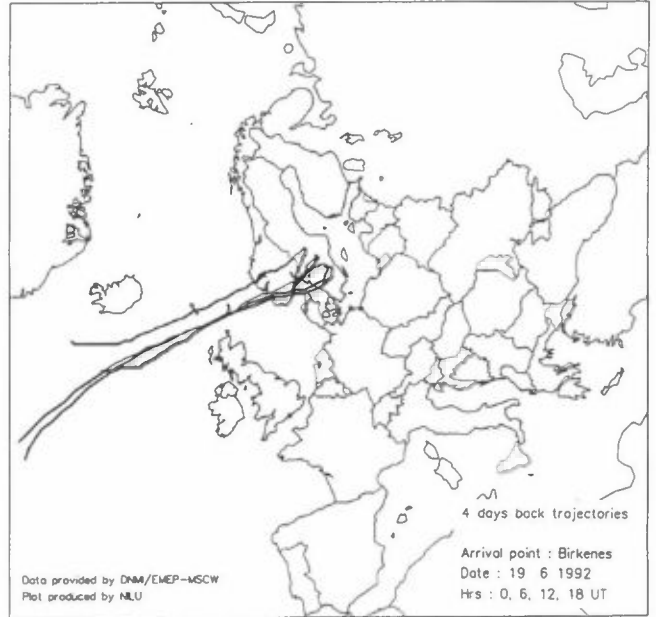 4 days back trajectories
Arrival point : Birkenes
Date : 19 6 1992
Hrs : 0, 6, 12, 18 UT
Data provided by DNMI/EMEP-MSCW
Plot produced by NILU